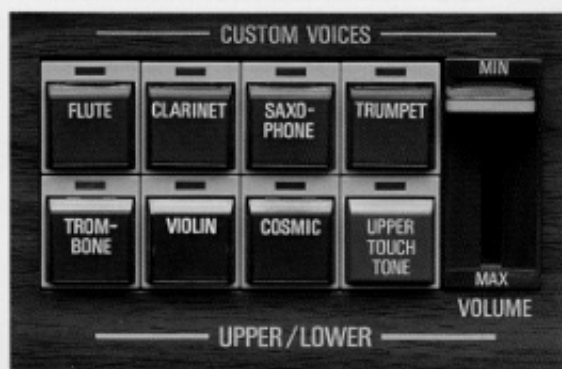 CUSTOM VOICES
MIN
FLUTE
CLARINET
SAXO-
PHONE
TRUMPET
TROM-
BONE
VIOLIN
COSMIC
UPPER
TOUCH
TONE
MAX
VOLUME
UPPER/LOWER